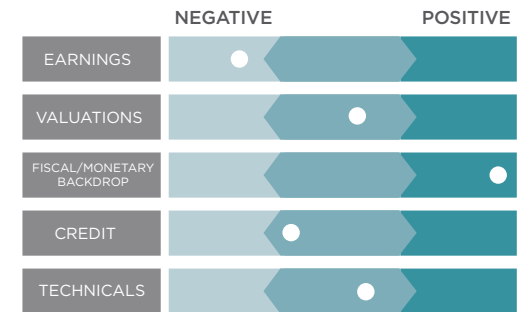 NEGATIVE POSITIVE
EARNINGS
VALUATIONS
FISCAL/MONETARY
BACKDROP
CREDIT
TECHNICALS